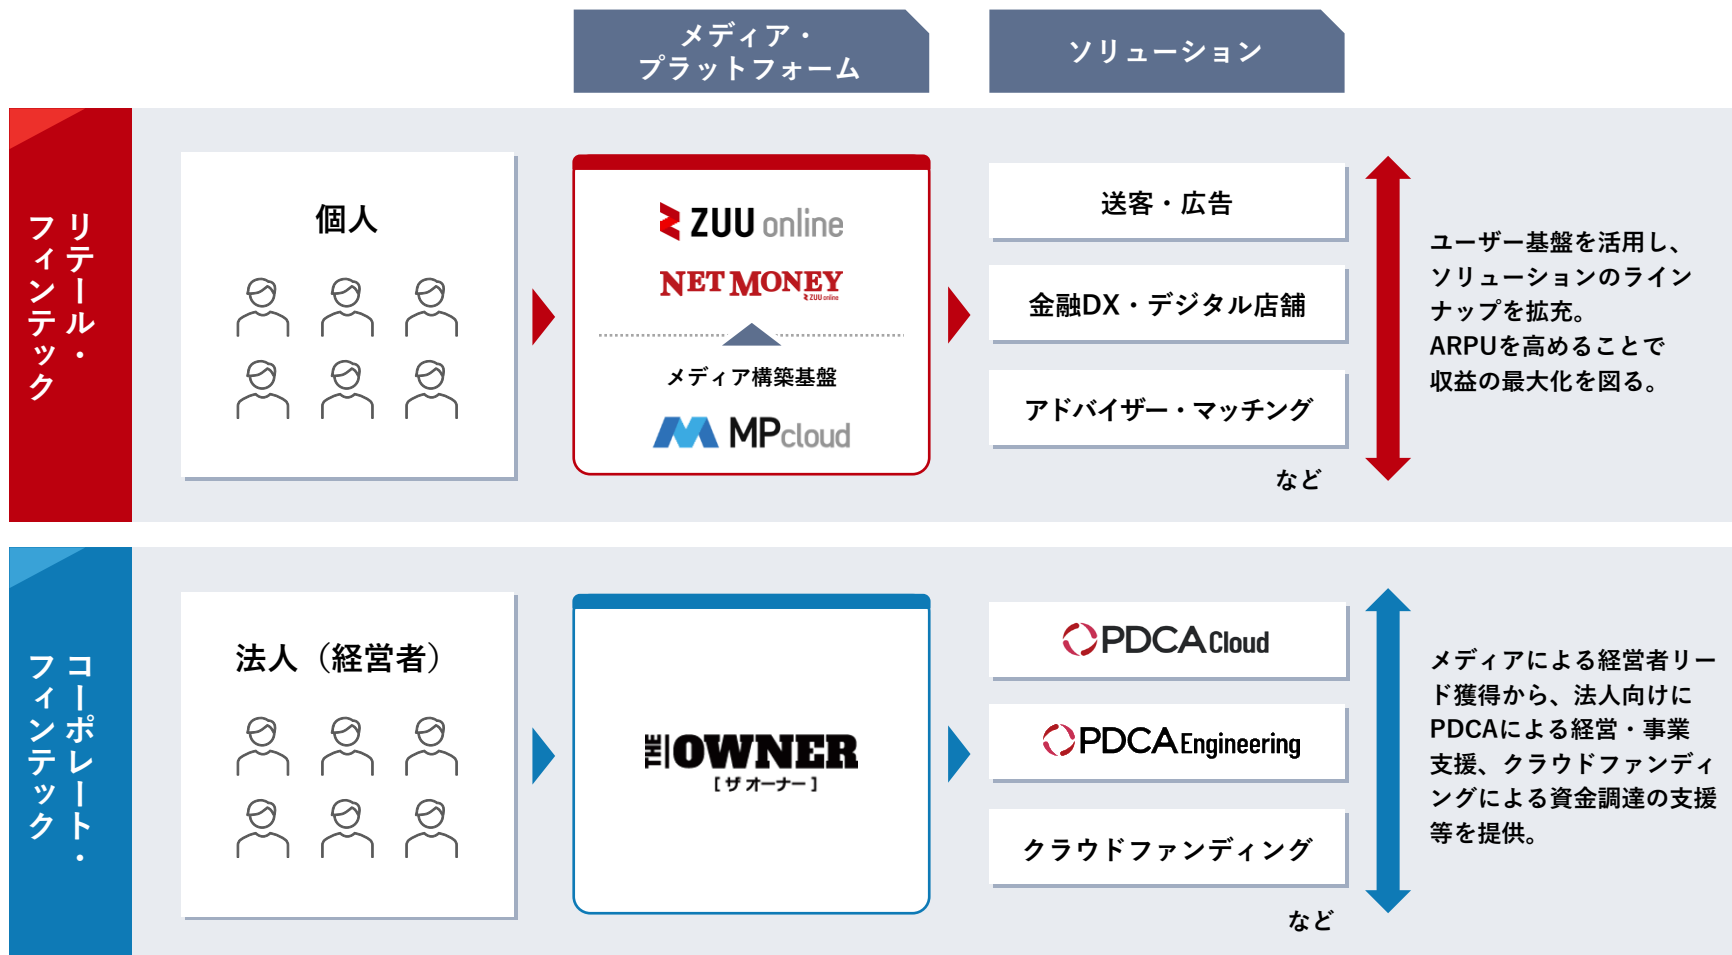 メディア・
プラットフォーム
ソリューション
リテール・
フィンテック
個人
ZUU online
NET MONEY
ZUU online
メディア構築基盤
MPcloud
送客・広告
金融DX・デジタル店舗
アドバイザー・マッチング
など
ユーザー基盤を活用し、
ソリューションのライン
ナップを拡充。
ARPUを高めることで
収益の最大化を図る。
コーポレート・
フィンテック
法人（経営者）
THE OWNER
[ ザ オーナー ]
PDCA Cloud
PDCA Engineering
クラウドファンディング
など
メディアによる経営者リー
ド獲得から、法人向けに
PDCAによる経営・事業
支援、クラウドファンディ
ングによる資金調達の支援
等を提供。